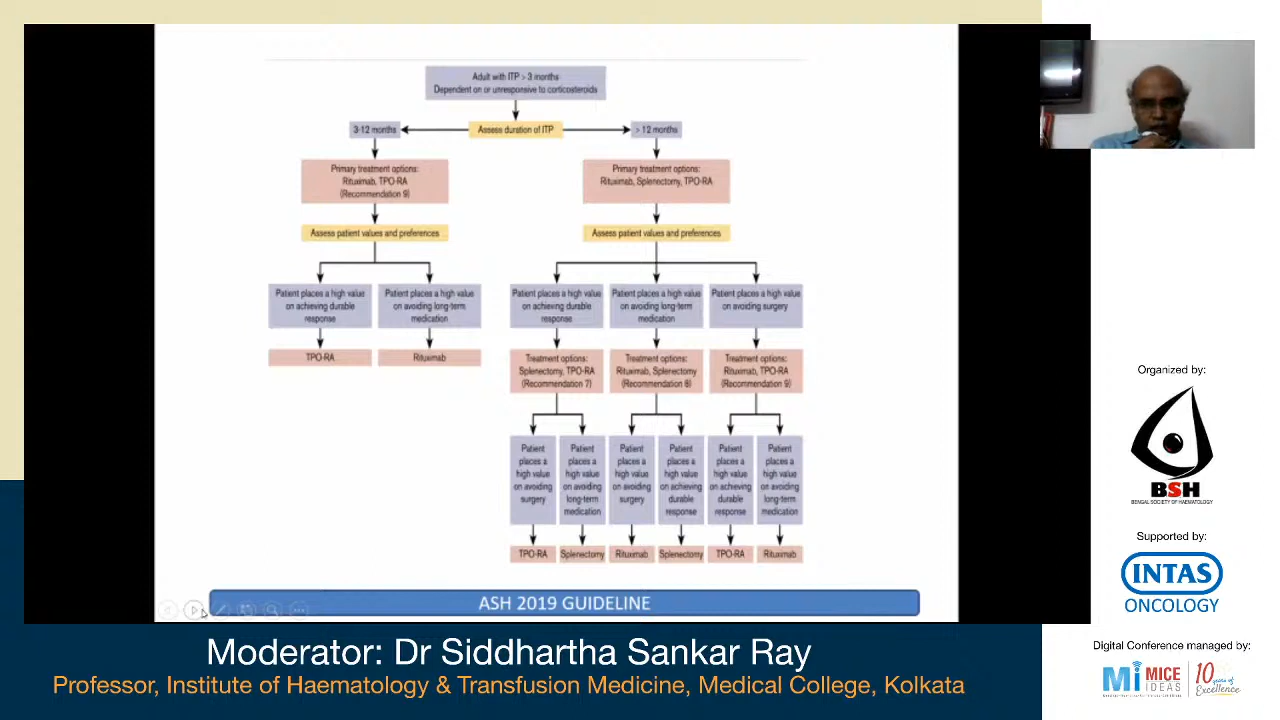 Adult with ITP > 3 months
Dependent on or unresponsive to corticosteroids
3-12 months
Assess duration of ITP
> 12 months
Primary treatment options:
Rituximab, TPO-RA
(Recommendation 9)
Primary treatment options:
Rituximab, Splenectomy, TPO-RA
Assess patient values and preferences
Assess patient values and preferences
Patient places a high value
on achieving durable
response
Patient places a high value
on avoiding long-term
medication
Patient places a high value
on achieving durable
response
Patient places a high value
on avoiding long-term
medication
Patient places a high value
on avoiding surgery
TPO-RA
Rituximab
Treatment options:
Splenectomy, TPO-RA
(Recommendation 7)
Treatment options:
Rituximab, Splenectomy
(Recommendation 8)
Treatment options:
Rituximab, TPO-RA
(Recommendation 9)
Patient
places a
high value
on avoiding
surgery
Patient
places a
high value
on avoiding
long-term
medication
Patient
places a
high value
on avoiding
surgery
Patient
places a
high value
on achieving
durable
response
Patient
places a
high value
on achieving
durable
response
Patient
places a
high value
on avoiding
long-term
medication
TPO-RA
Splenectomy
Rituximab
Splenectomy
TPO-RA
Rituximab
ASH 2019 GUIDELINE
Moderator: Dr Siddhartha Sankar Ray
Professor, Institute of Haematology & Transfusion Medicine, Medical College, Kolkata
Organized by:
BSH
BENGAL SOCIETY OF HAEMATOLOGY
Supported by:
INTAS
ONCOLOGY
Digital Conference managed by:
Mi MICE
IDEAS
10 years of
Excellence